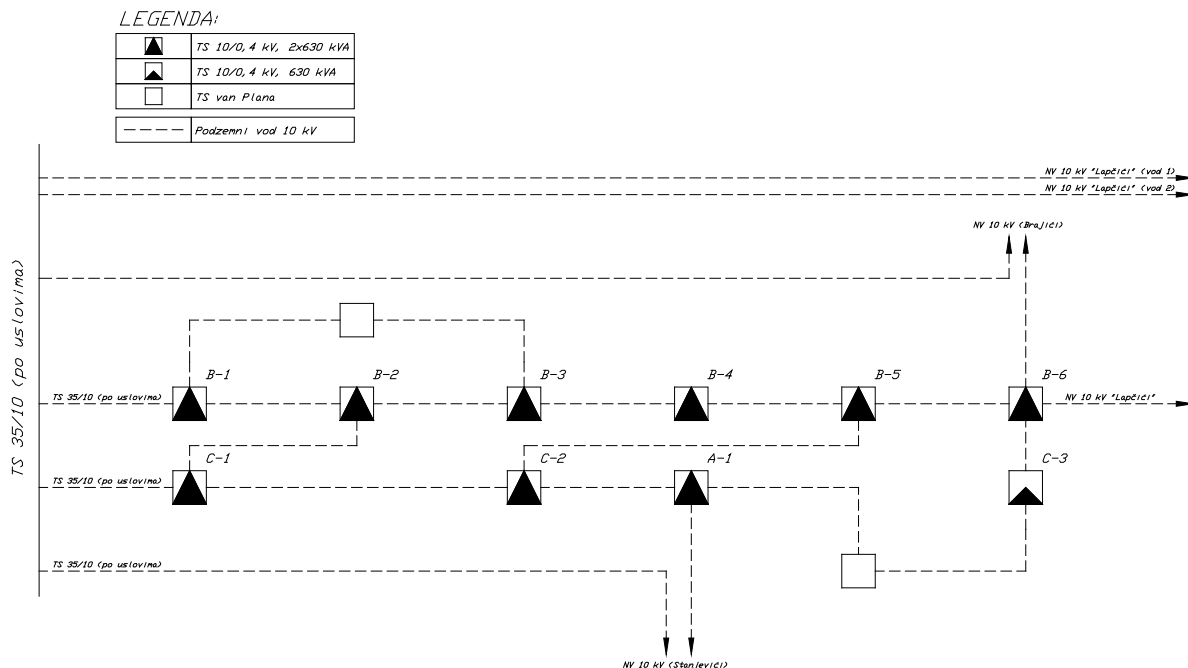 LEGENDA:
TS 10/0,4 kV, 2x630 kVA
TS 10/0,4 kV, 630 kVA
TS van Plana
Podzemni vod 10 kV
NV 10 kV "Lapčići" (vod 1)
NV 10 kV "Lapčići" (vod 2)
NV 10 kV (Brajići)
TS 35/10 (po uslovima)
B-1
B-2
B-3
B-4
B-5
B-6
TS 35/10 (po uslovima)
NV 10 kV "Lapčići"
C-1
C-2
A-1
C-3
TS 35/10 (po uslovima)
TS 35/10 (po uslovima)
NV 10 kV (Stanjevići)